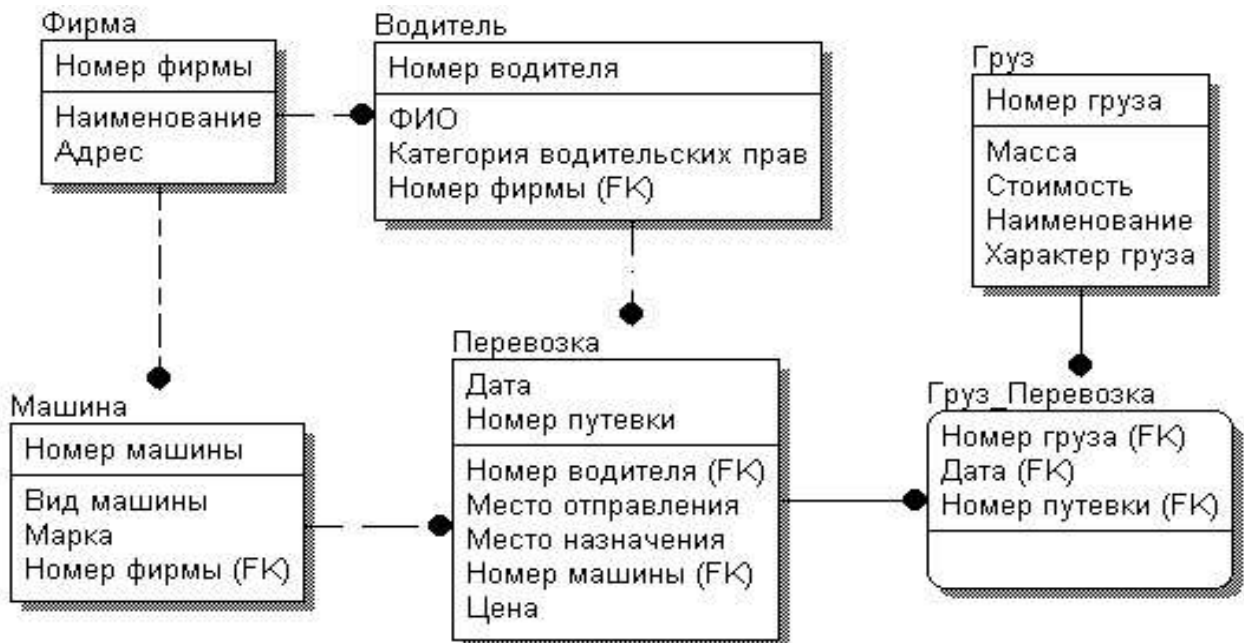 Фирма
Номер фирмы
Наименование
Адрес
Водитель
Номер водителя
ФИО
Категория водительских прав
Номер фирмы (FK)
Груз
Номер груза
Масса
Стоимость
Наименование
Характер груза
Машина
Номер машины
Вид машины
Марка
Номер фирмы (FK)
Перевозка
Дата
Номер путевки
Номер водителя (FK)
Место отправления
Место назначения
Номер машины (FK)
Цена
Груз_Перевозка
Номер груза (FK)
Дата (FK)
Номер путевки (FK)